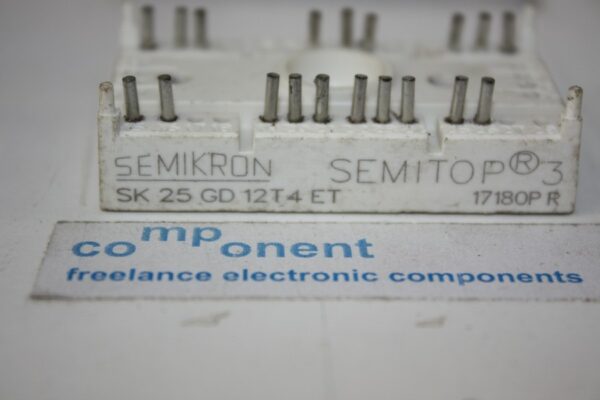 SEMIKRON SEMITOP®3
SK 25 GD 12T4 ET 17180P R
component
freelance electronic components